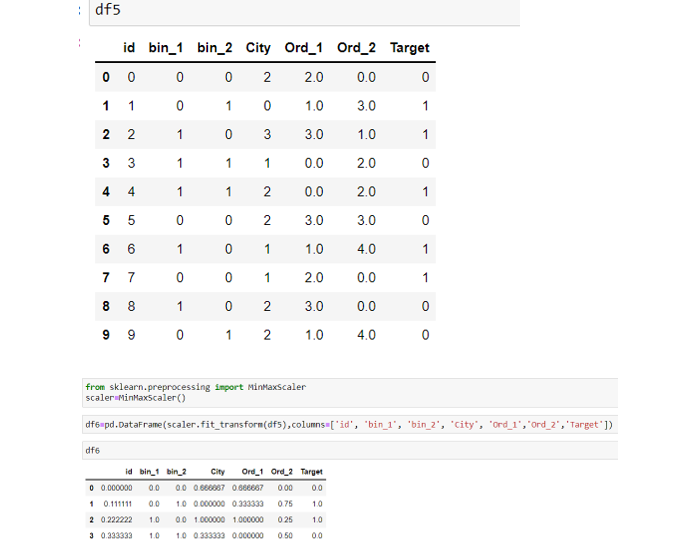 : df5
:
id bin_1 bin_2 City Ord_1 Ord_2 Target
0 0 0 0 2 2.0 0.0 0
1 1 0 1 0 1.0 3.0 1
2 2 1 0 3 3.0 1.0 1
3 3 1 1 1 0.0 2.0 0
4 4 1 1 2 0.0 2.0 1
5 5 0 0 2 3.0 3.0 0
6 6 1 0 1 1.0 4.0 1
7 7 0 0 1 2.0 0.0 1
8 8 1 0 2 3.0 0.0 0
9 9 0 1 2 1.0 4.0 0
from sklearn.preprocessing import MinMaxScaler
scaler=MinMaxScaler()
df6=pd.DataFrame(scaler.fit_transform(df5),columns=['id', 'bin_1', 'bin_2', 'City', 'Ord_1','Ord_2','Target'])
df6
id bin_1 bin_2 City Ord_1 Ord_2 Target
0 0.000000 0.0 0.0 0.666667 0.666667 0.00 0.0
1 0.111111 0.0 1.0 0.000000 0.333333 0.75 1.0
2 0.222222 1.0 0.0 1.000000 1.000000 0.25 1.0
3 0.333333 1.0 1.0 0.333333 0.000000 0.50 0.0